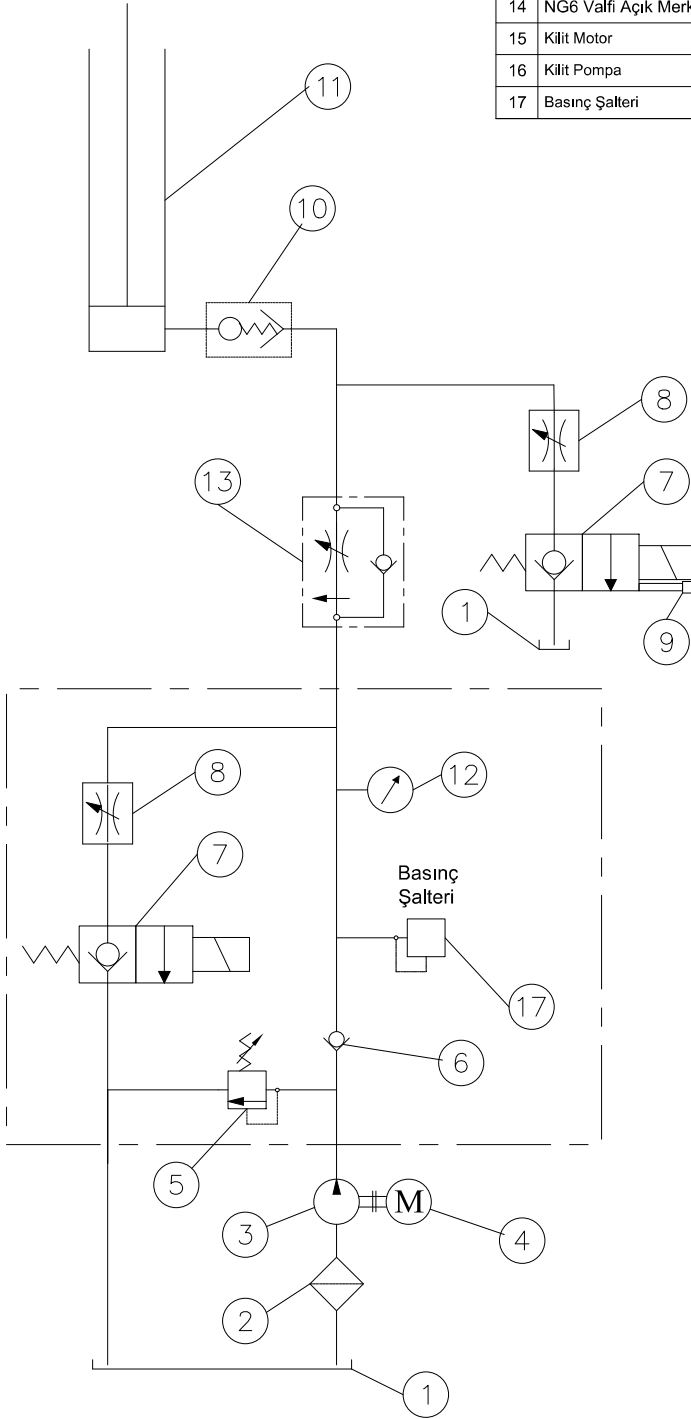 14 NG6 Valfi Açık Merk
15 Kilit Motor
16 Kilit Pompa
17 Basınç Şalteri
11
10
8
13
7
1
9
8
12
7
Basınç
Şalteri
17
6
5
3
M
4
2
1